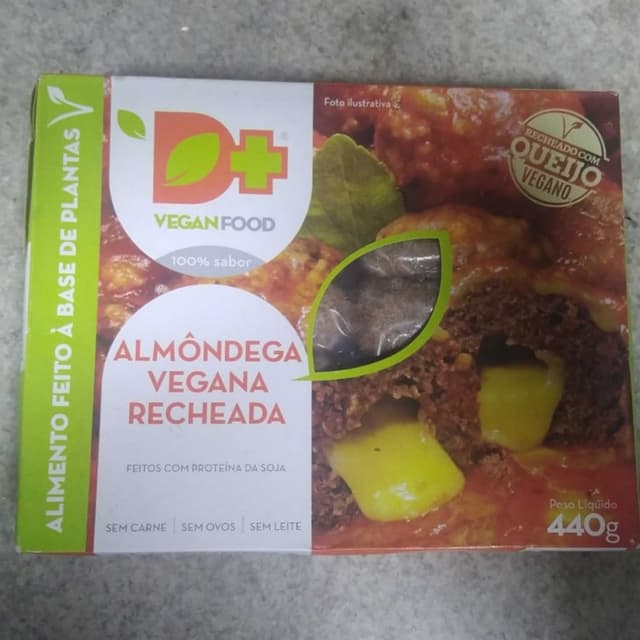 ALIMENTO FEITO À BASE DE PLANTAS
D+
VEGAN FOOD
100% sabor
ALMÔNDEGA
VEGANA
RECHEADA
FEITOS COM PROTEÍNA DA SOJA
SEM CARNE | SEM OVOS | SEM LEITE
Foto ilustrativa
RECHEADO COM
QUEIJO
VEGANO
Peso Líquido
440g